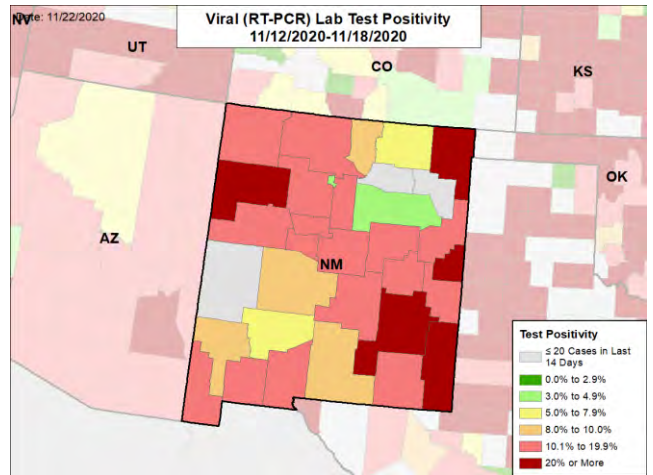 Date: 11/22/2020
Viral (RT-PCR) Lab Test Positivity
11/12/2020-11/18/2020
NV
UT
CO
KS
OK
AZ
NM
Test Positivity
≤ 20 Cases in Last
14 Days
0.0% to 2.9%
3.0% to 4.9%
5.0% to 7.9%
8.0% to 10.0%
10.1% to 19.9%
20% or More